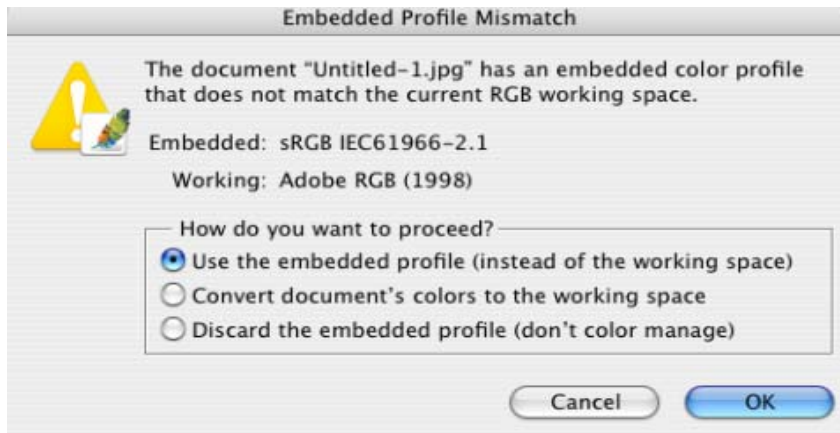 Embedded Profile Mismatch
The document “Untitled-1.jpg” has an embedded color profile
that does not match the current RGB working space.
Embedded: sRGB IEC61966-2.1
Working: Adobe RGB (1998)
How do you want to proceed?
Use the embedded profile (instead of the working space)
Convert document's colors to the working space
Discard the embedded profile (don't color manage)
Cancel OK